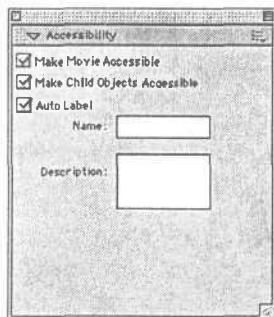 Accessibility
Make Movie Accessible
Make Child Objects Accessible
Auto Label
Name:
Description: